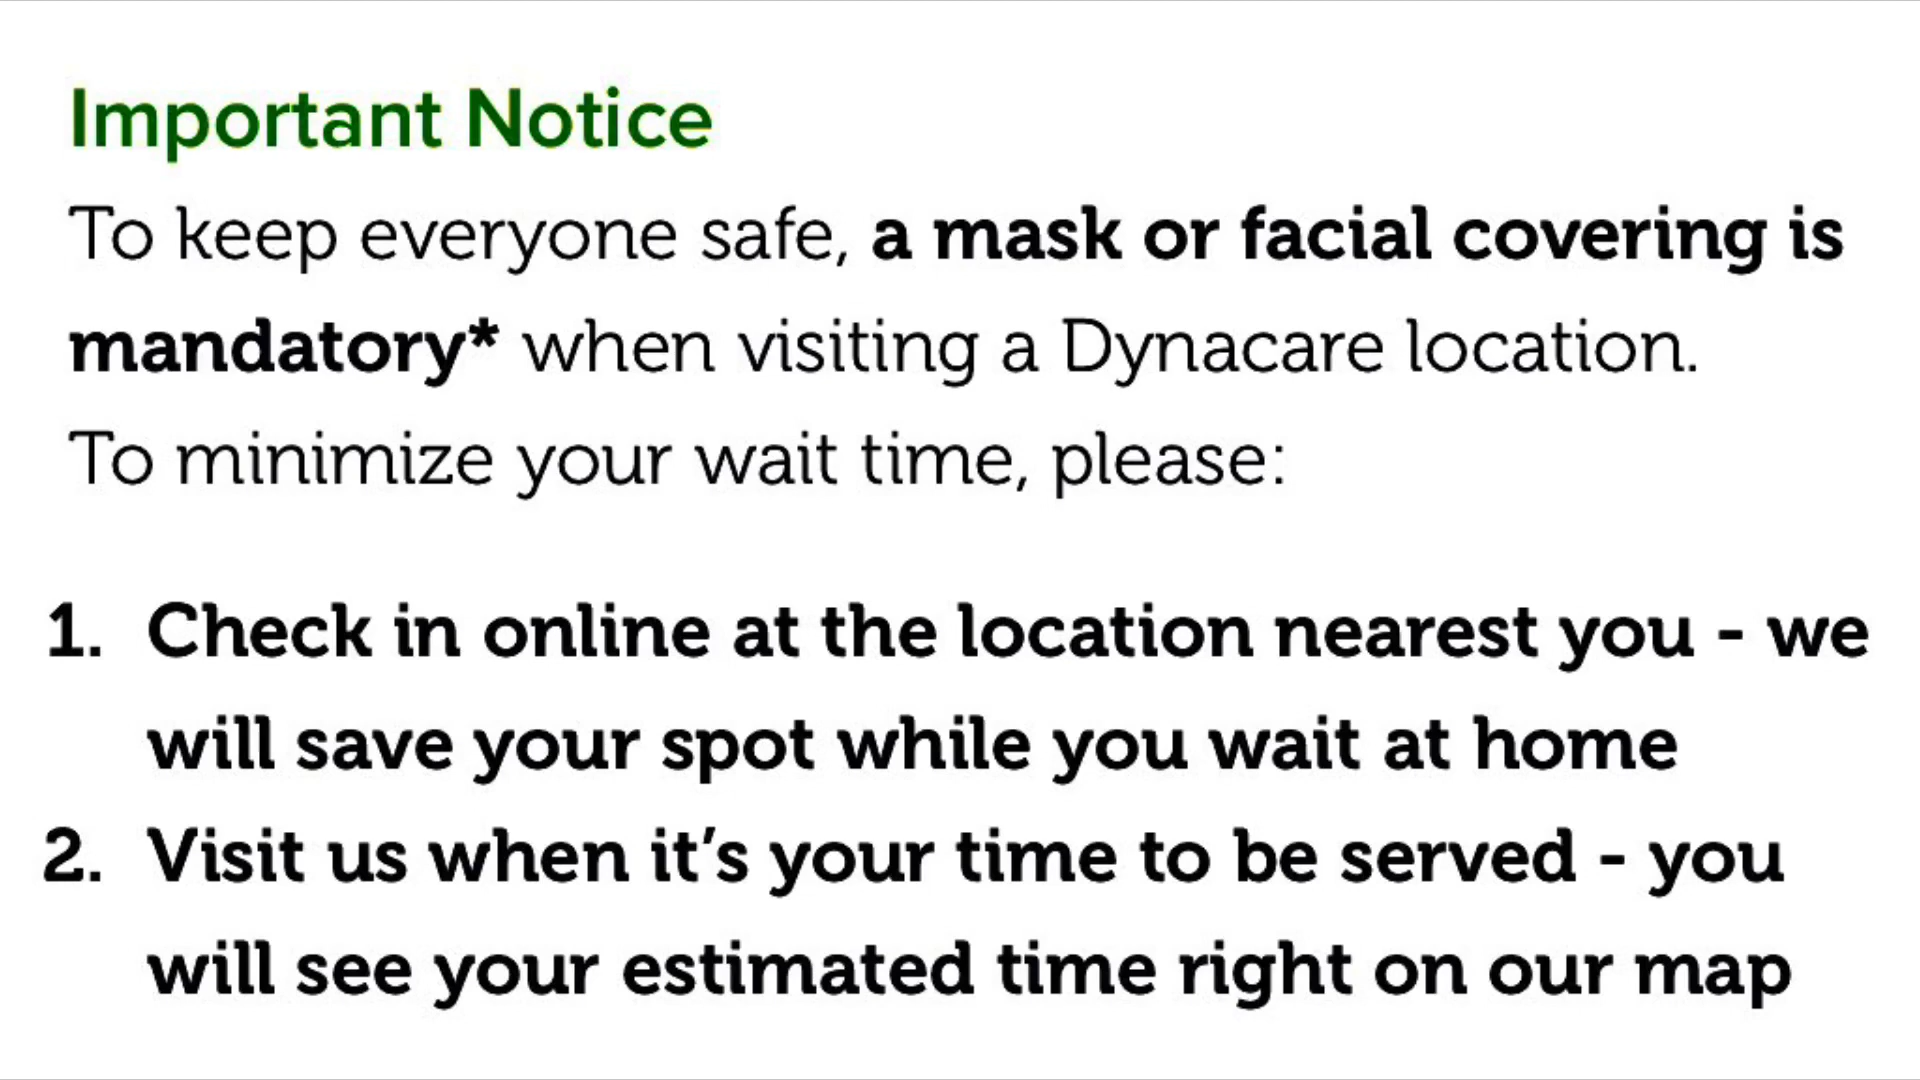 Important Notice
To keep everyone safe, a mask or facial covering is
mandatory* when visiting a Dynacare location.
To minimize your wait time, please:
1. Check in online at the location nearest you - we
will save your spot while you wait at home
2. Visit us when it’s your time to be served - you
will see your estimated time right on our map